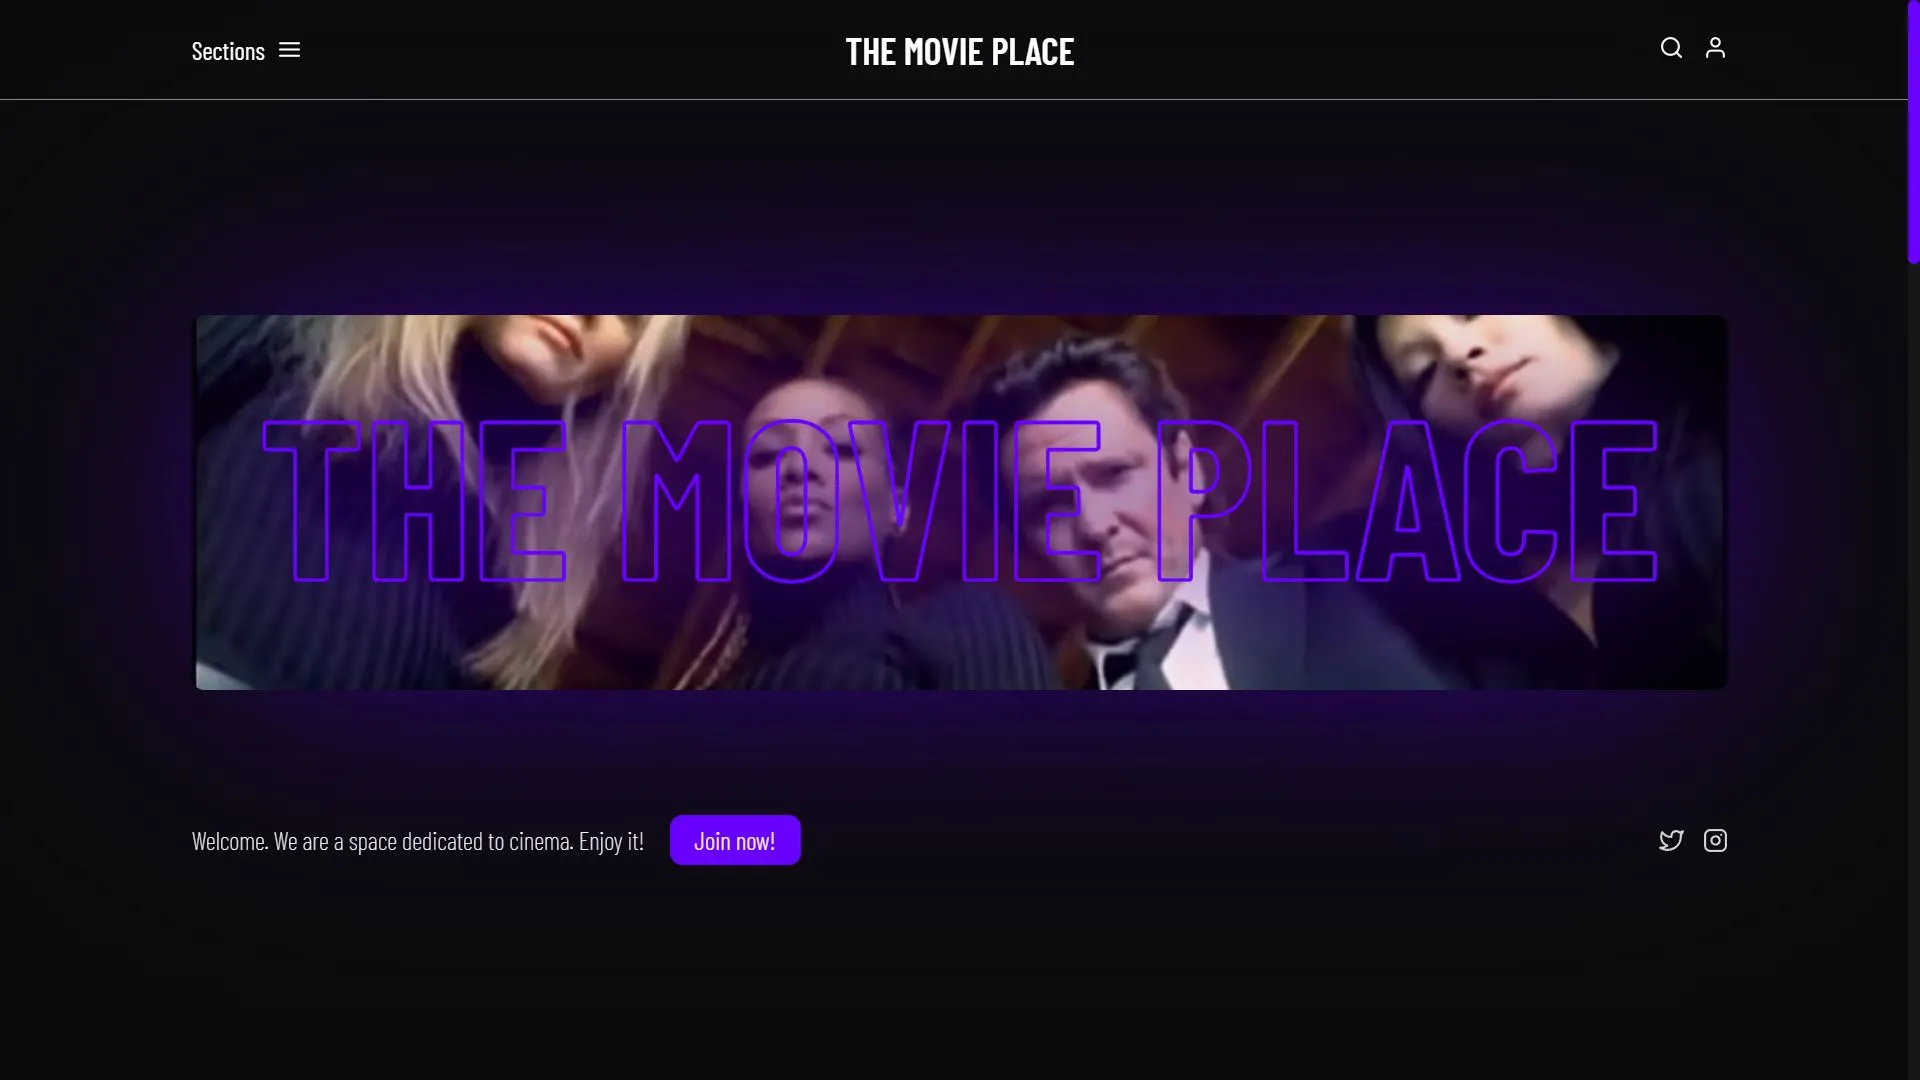 Sections
THE MOVIE PLACE
THE MOVIE PLACE
Welcome. We are a space dedicated to cinema. Enjoy it!
Join now!